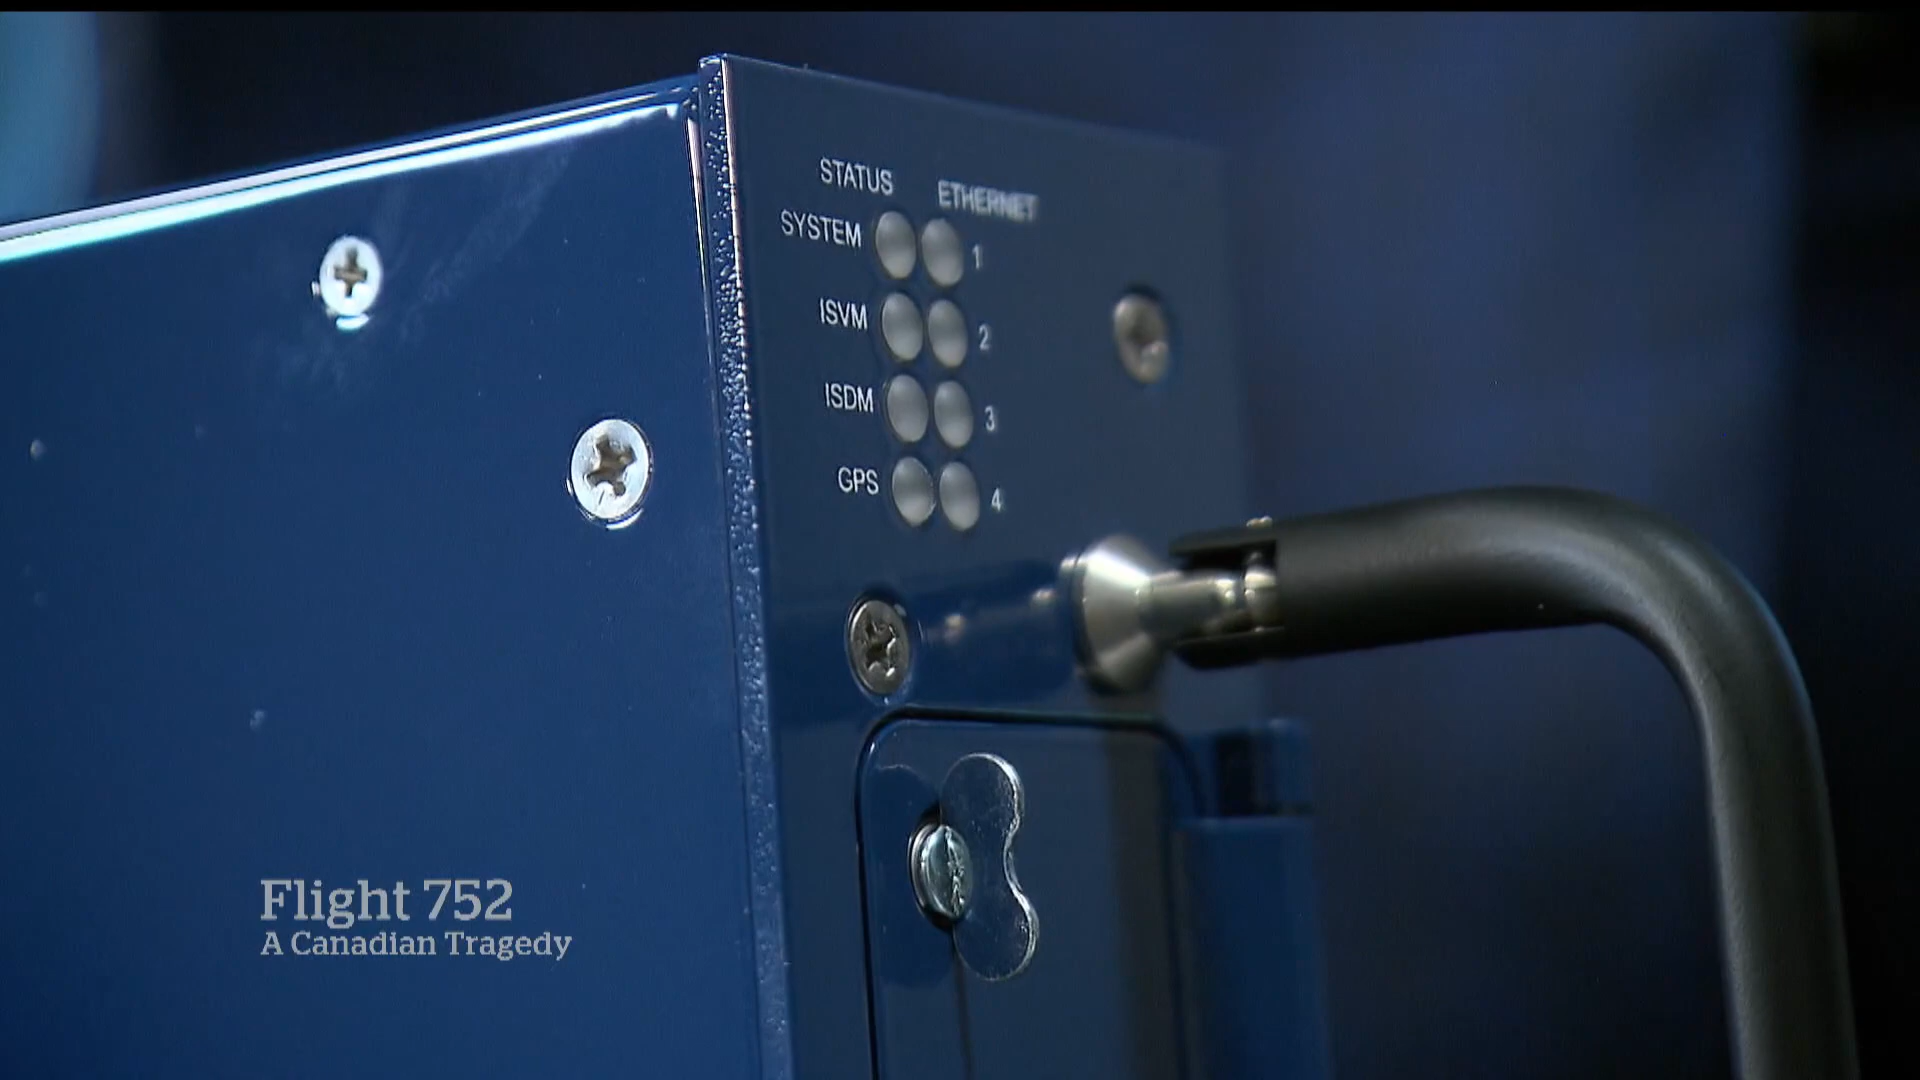 STATUS ETHERNET
SYSTEM 1
ISVM 2
ISDM 3
GPS 4
Flight 752
A Canadian Tragedy